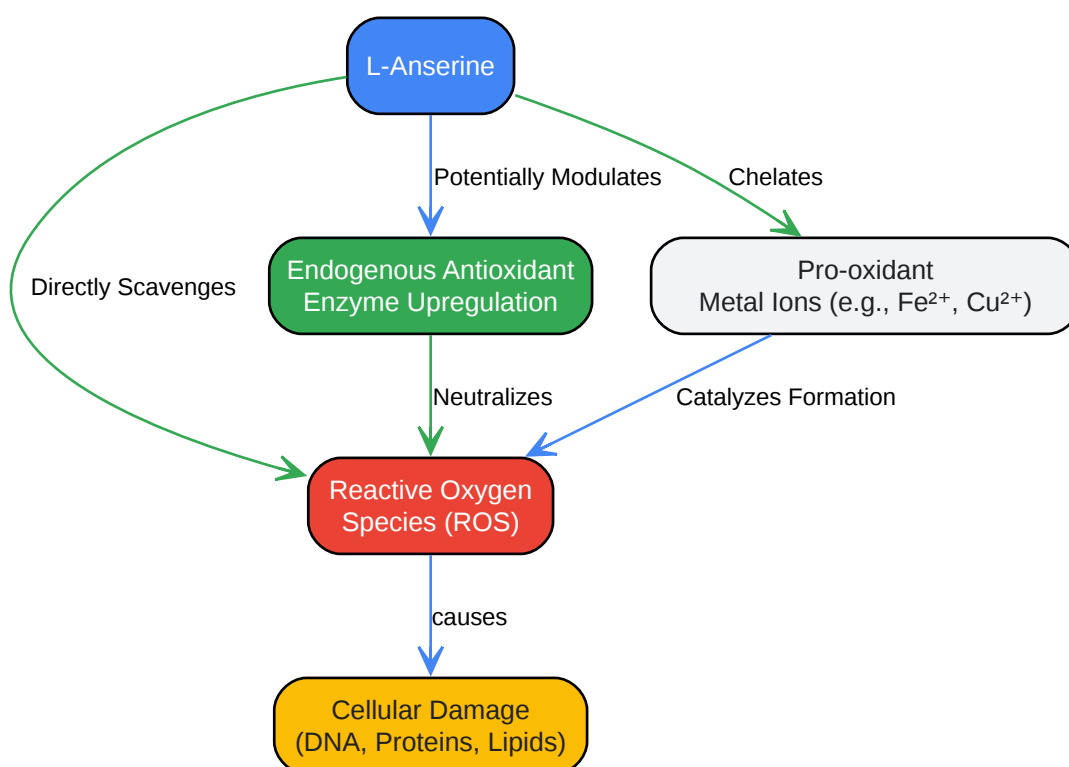 L-Anserine
Potentially Modulates
Chelates
Directly Scavenges
Endogenous Antioxidant
Enzyme Upregulation
Pro-oxidant
Metal Ions (e.g., Fe²⁺, Cu²⁺)
Neutralizes
Catalyzes Formation
Reactive Oxygen
Species (ROS)
causes
Cellular Damage
(DNA, Proteins, Lipids)